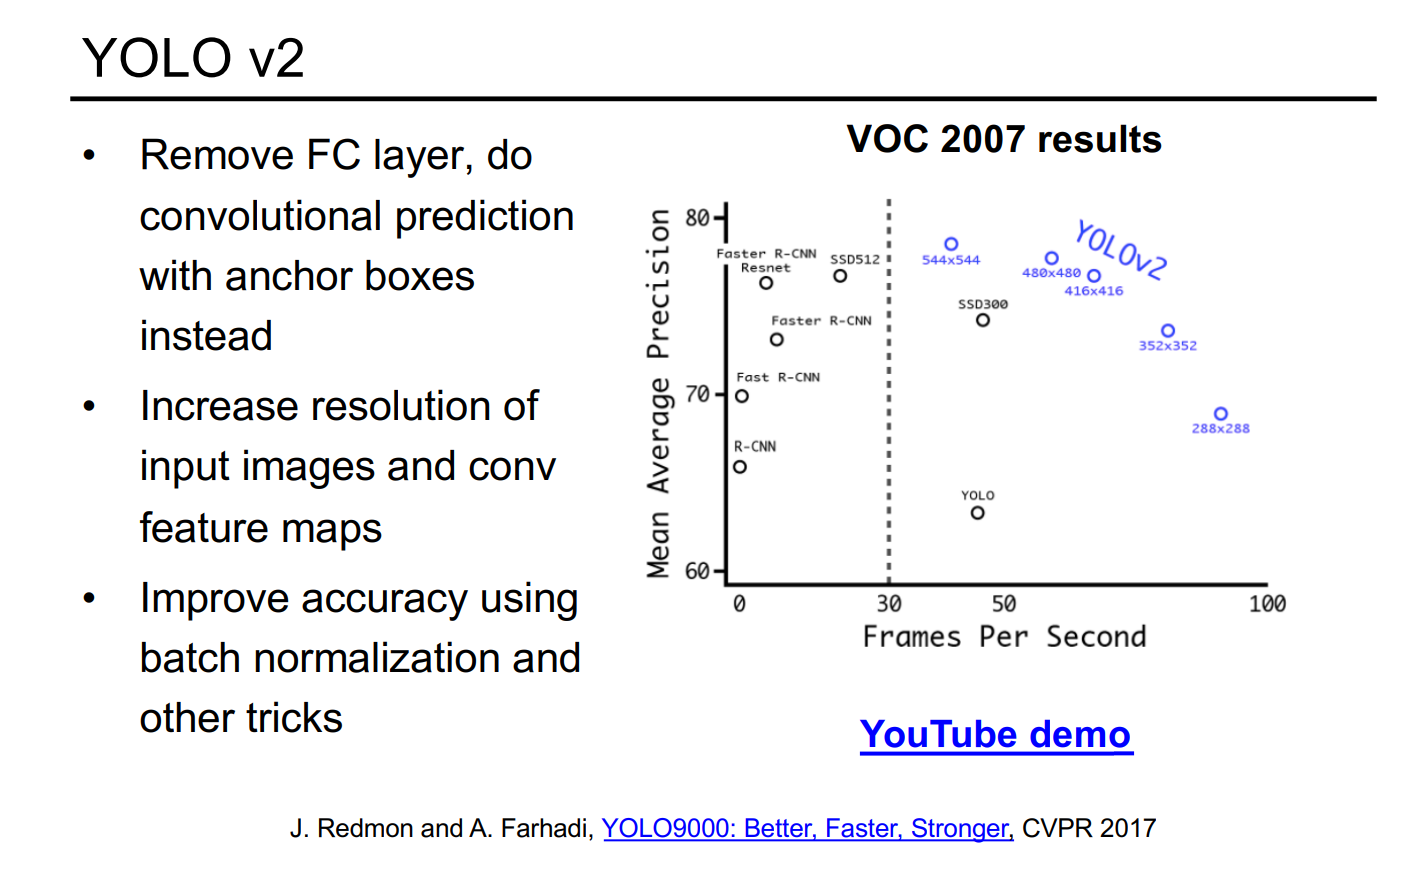 YOLO v2
• Remove FC layer, do
convolutional prediction
with anchor boxes
instead
• Increase resolution of
input images and conv
feature maps
• Improve accuracy using
batch normalization and
other tricks
VOC 2007 results
Mean Average Precision
80
70
60
Faster R-CNN
Resnet
SSD512
Faster R-CNN
Fast R-CNN
R-CNN
544x544
480x480
416x416
YOLOv2
SSD300
352x352
288x288
YOLO
0 30 50 100
Frames Per Second
YouTube demo
J. Redmon and A. Farhadi, YOLO9000: Better, Faster, Stronger, CVPR 2017